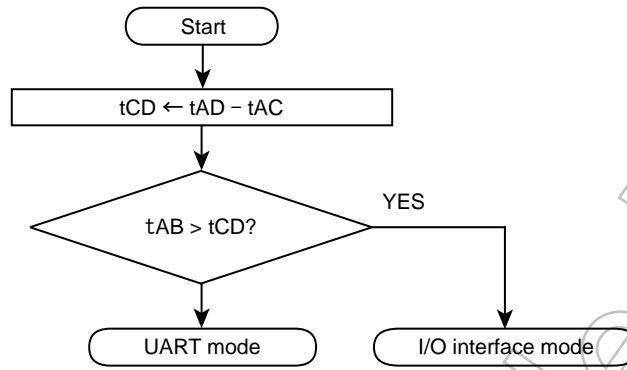 Start
tCD ← tAD − tAC
tAB > tCD?
YES
UART mode
I/O interface mode